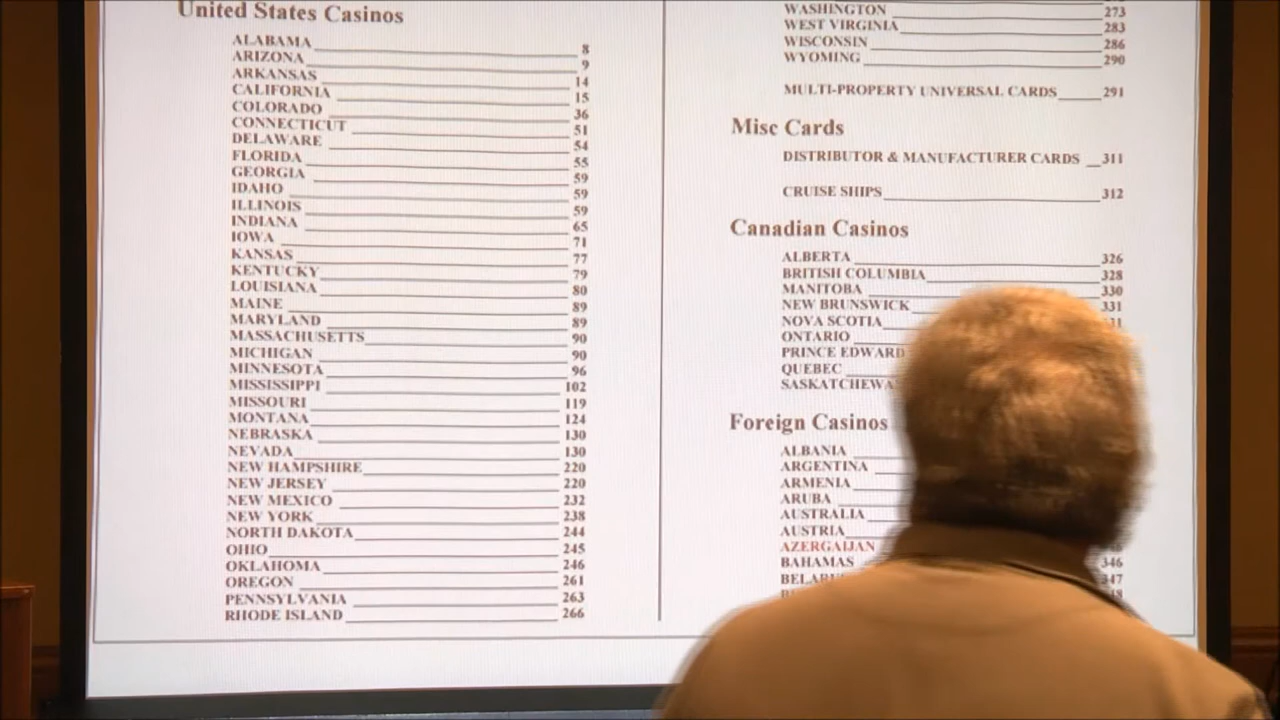 United States Casinos
ALABAMA 8
ARIZONA 9
ARKANSAS 14
CALIFORNIA 15
COLORADO 36
CONNECTICUT 51
DELAWARE 54
FLORIDA 55
GEORGIA 59
IDAHO 59
ILLINOIS 59
INDIANA 65
IOWA 71
KANSAS 77
KENTUCKY 79
LOUISIANA 80
MAINE 89
MARYLAND 89
MASSACHUSETTS 90
MICHIGAN 90
MINNESOTA 96
MISSISSIPPI 102
MISSOURI 119
MONTANA 124
NEBRASKA 130
NEVADA 130
NEW HAMPSHIRE 220
NEW JERSEY 220
NEW MEXICO 232
NEW YORK 238
NORTH DAKOTA 244
OHIO 245
OKLAHOMA 246
OREGON 261
PENNSYLVANIA 263
RHODE ISLAND 266
WASHINGTON 273
WEST VIRGINIA 283
WISCONSIN 286
WYOMING 290
MULTI-PROPERTY UNIVERSAL CARDS 291
Misc Cards
DISTRIBUTOR & MANUFACTURER CARDS 311
CRUISE SHIPS 312
Canadian Casinos
ALBERTA 326
BRITISH COLUMBIA 328
MANITOBA 330
NEW BRUNSWICK 331
NOVA SCOTIA
ONTARIO
PRINCE EDWARD
QUEBEC
SASKATCHEWA
Foreign Casinos
ALBANIA
ARGENTINA
ARMENIA
ARUBA
AUSTRALIA
AUSTRIA
AZERGAIJAN
BAHAMAS 346
BELARU 347